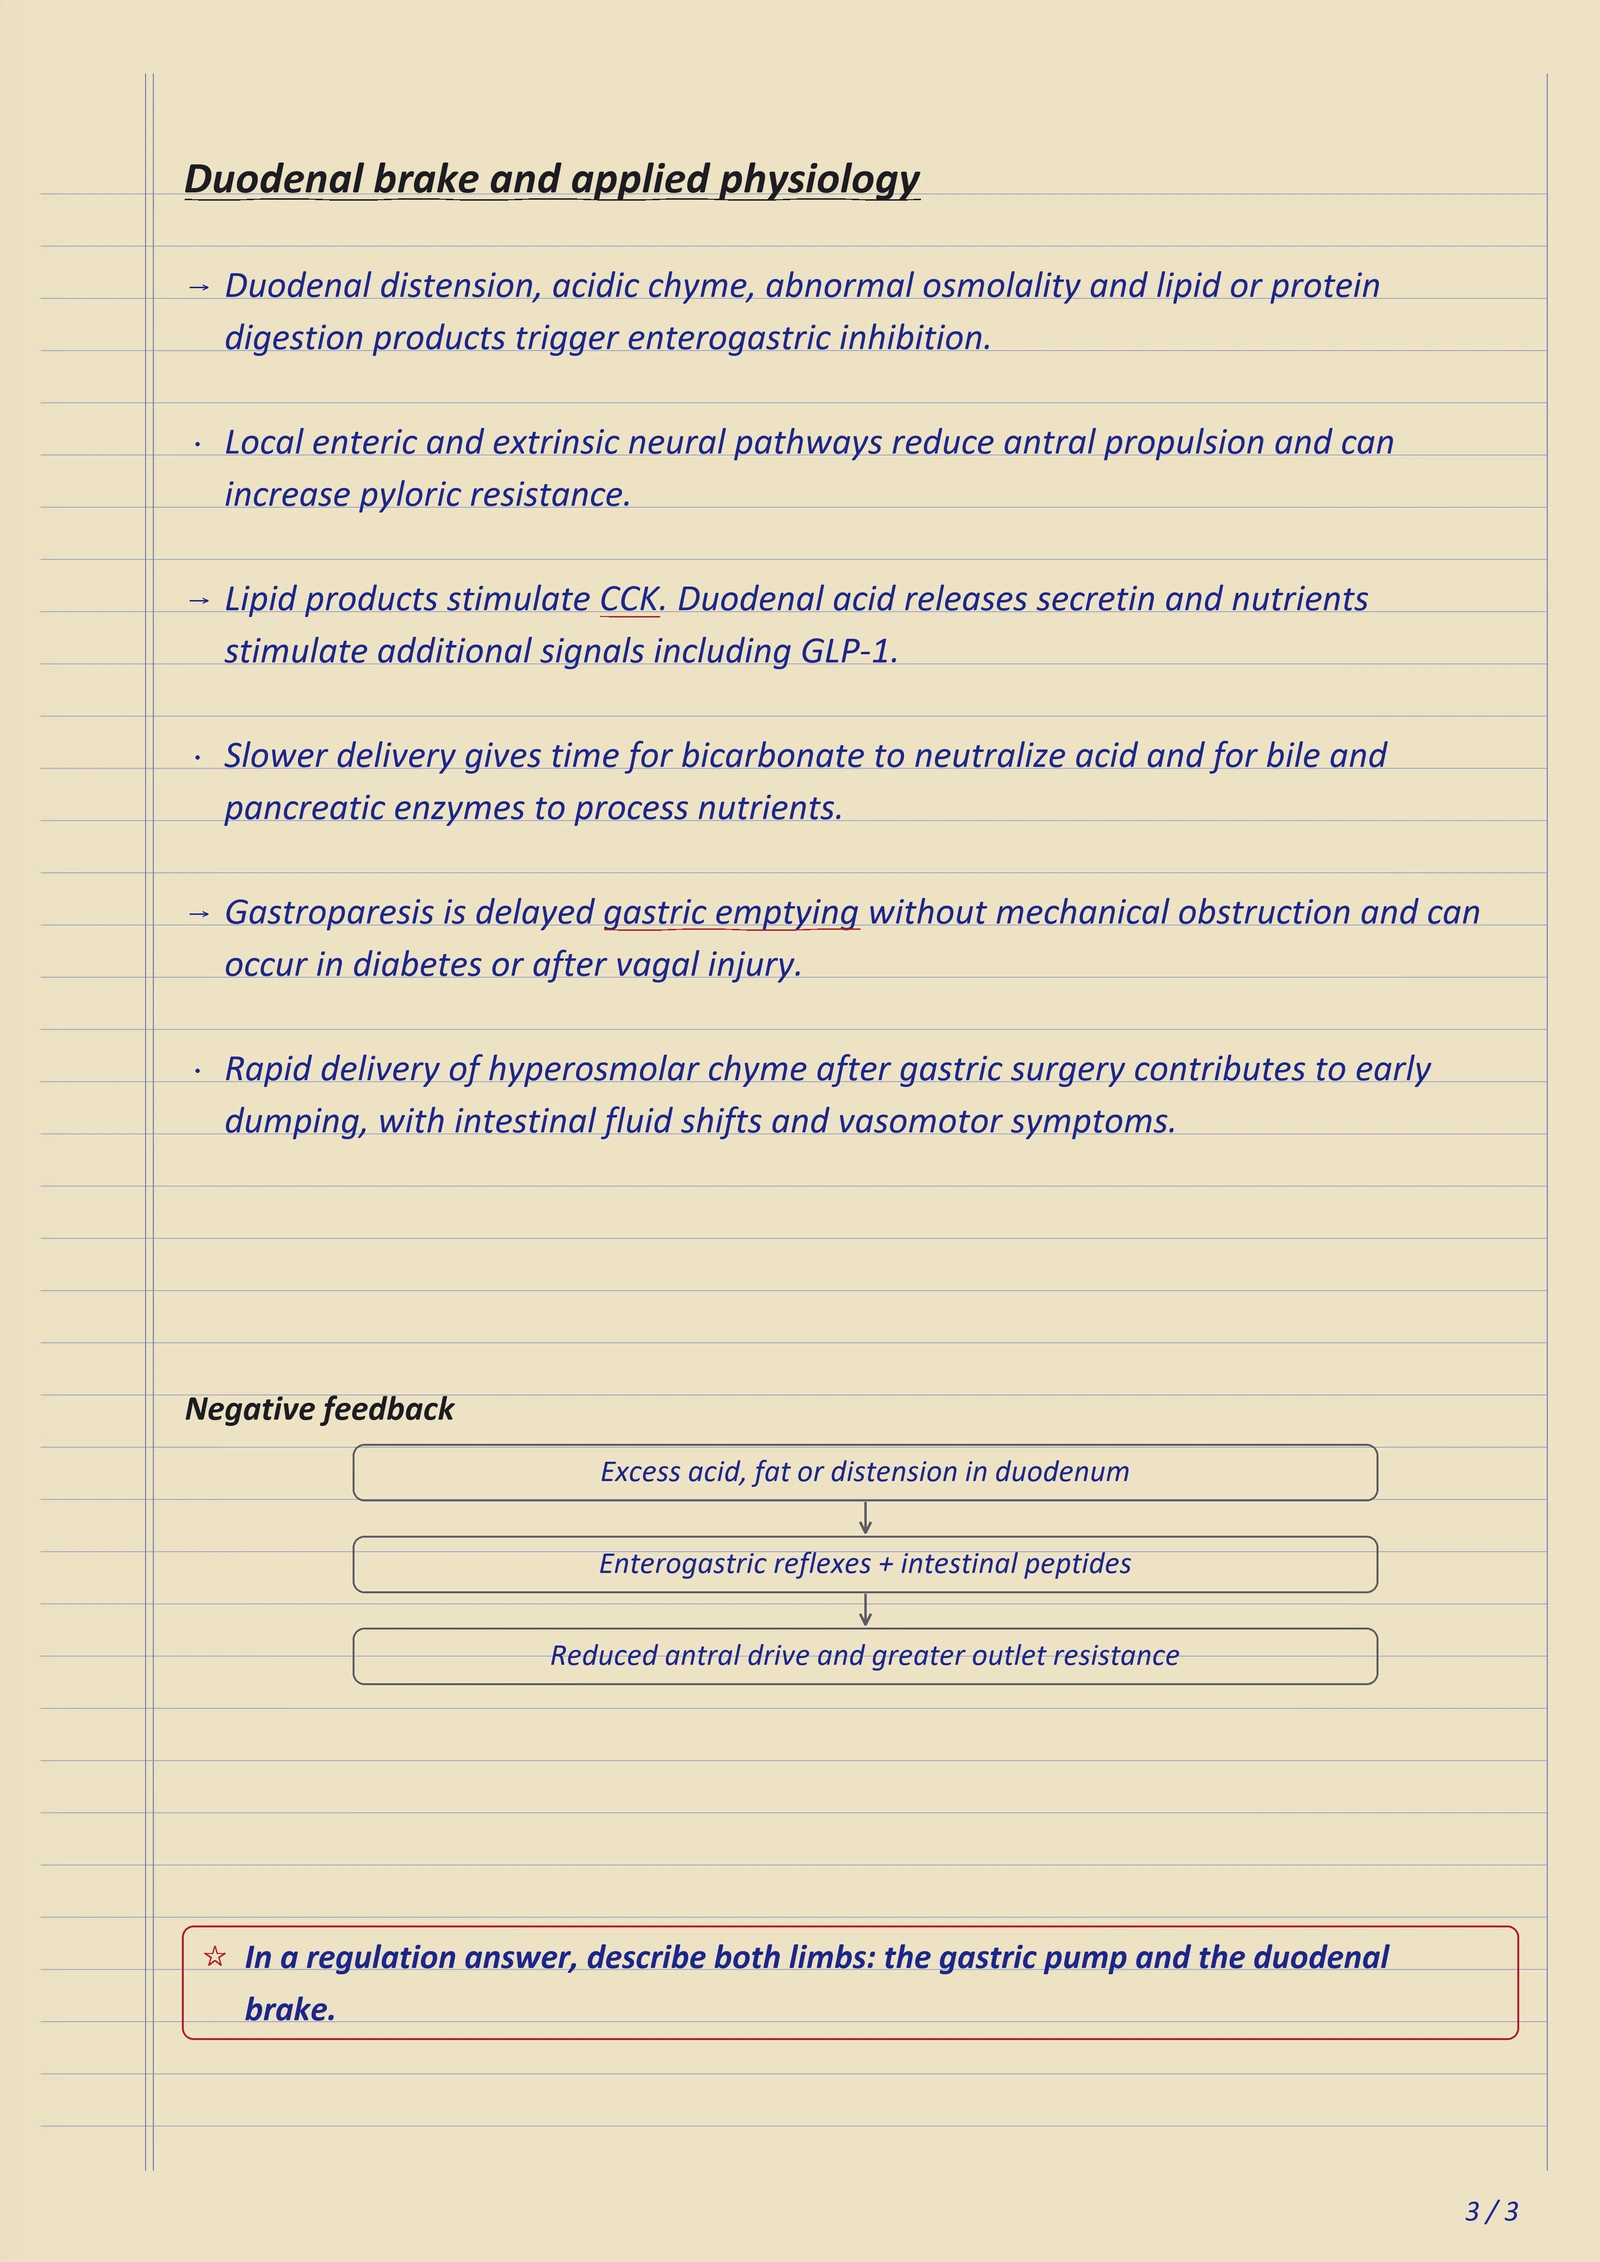 Duodenal brake and applied physiology
→ Duodenal distension, acidic chyme, abnormal osmolality and lipid or protein
digestion products trigger enterogastric inhibition.
· Local enteric and extrinsic neural pathways reduce antral propulsion and can
increase pyloric resistance.
→ Lipid products stimulate CCK. Duodenal acid releases secretin and nutrients
stimulate additional signals including GLP-1.
· Slower delivery gives time for bicarbonate to neutralize acid and for bile and
pancreatic enzymes to process nutrients.
→ Gastroparesis is delayed gastric emptying without mechanical obstruction and can
occur in diabetes or after vagal injury.
· Rapid delivery of hyperosmolar chyme after gastric surgery contributes to early
dumping, with intestinal fluid shifts and vasomotor symptoms.
Negative feedback
Excess acid, fat or distension in duodenum
Enterogastric reflexes + intestinal peptides
Reduced antral drive and greater outlet resistance
☆ In a regulation answer, describe both limbs: the gastric pump and the duodenal
brake.
3 / 3